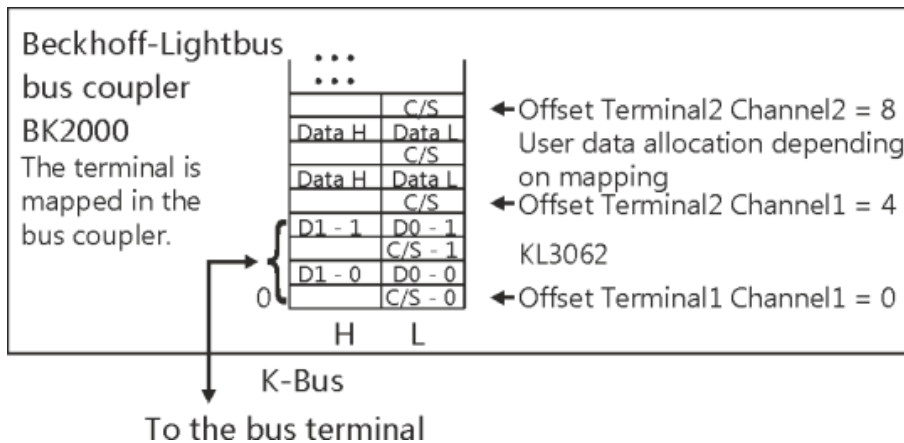 Beckhoff-Lightbus
bus coupler
BK2000
The terminal is
mapped in the
bus coupler.
C/S
Data H Data L
C/S
Data H Data L
C/S
D1 - 1 D0 - 1
C/S - 1
D1 - 0 D0 - 0
0 C/S - 0
H L
Offset Terminal2 Channel2 = 8
User data allocation depending
on mapping
Offset Terminal2 Channel1 = 4
KL3062
Offset Terminal1 Channel1 = 0
K-Bus
To the bus terminal